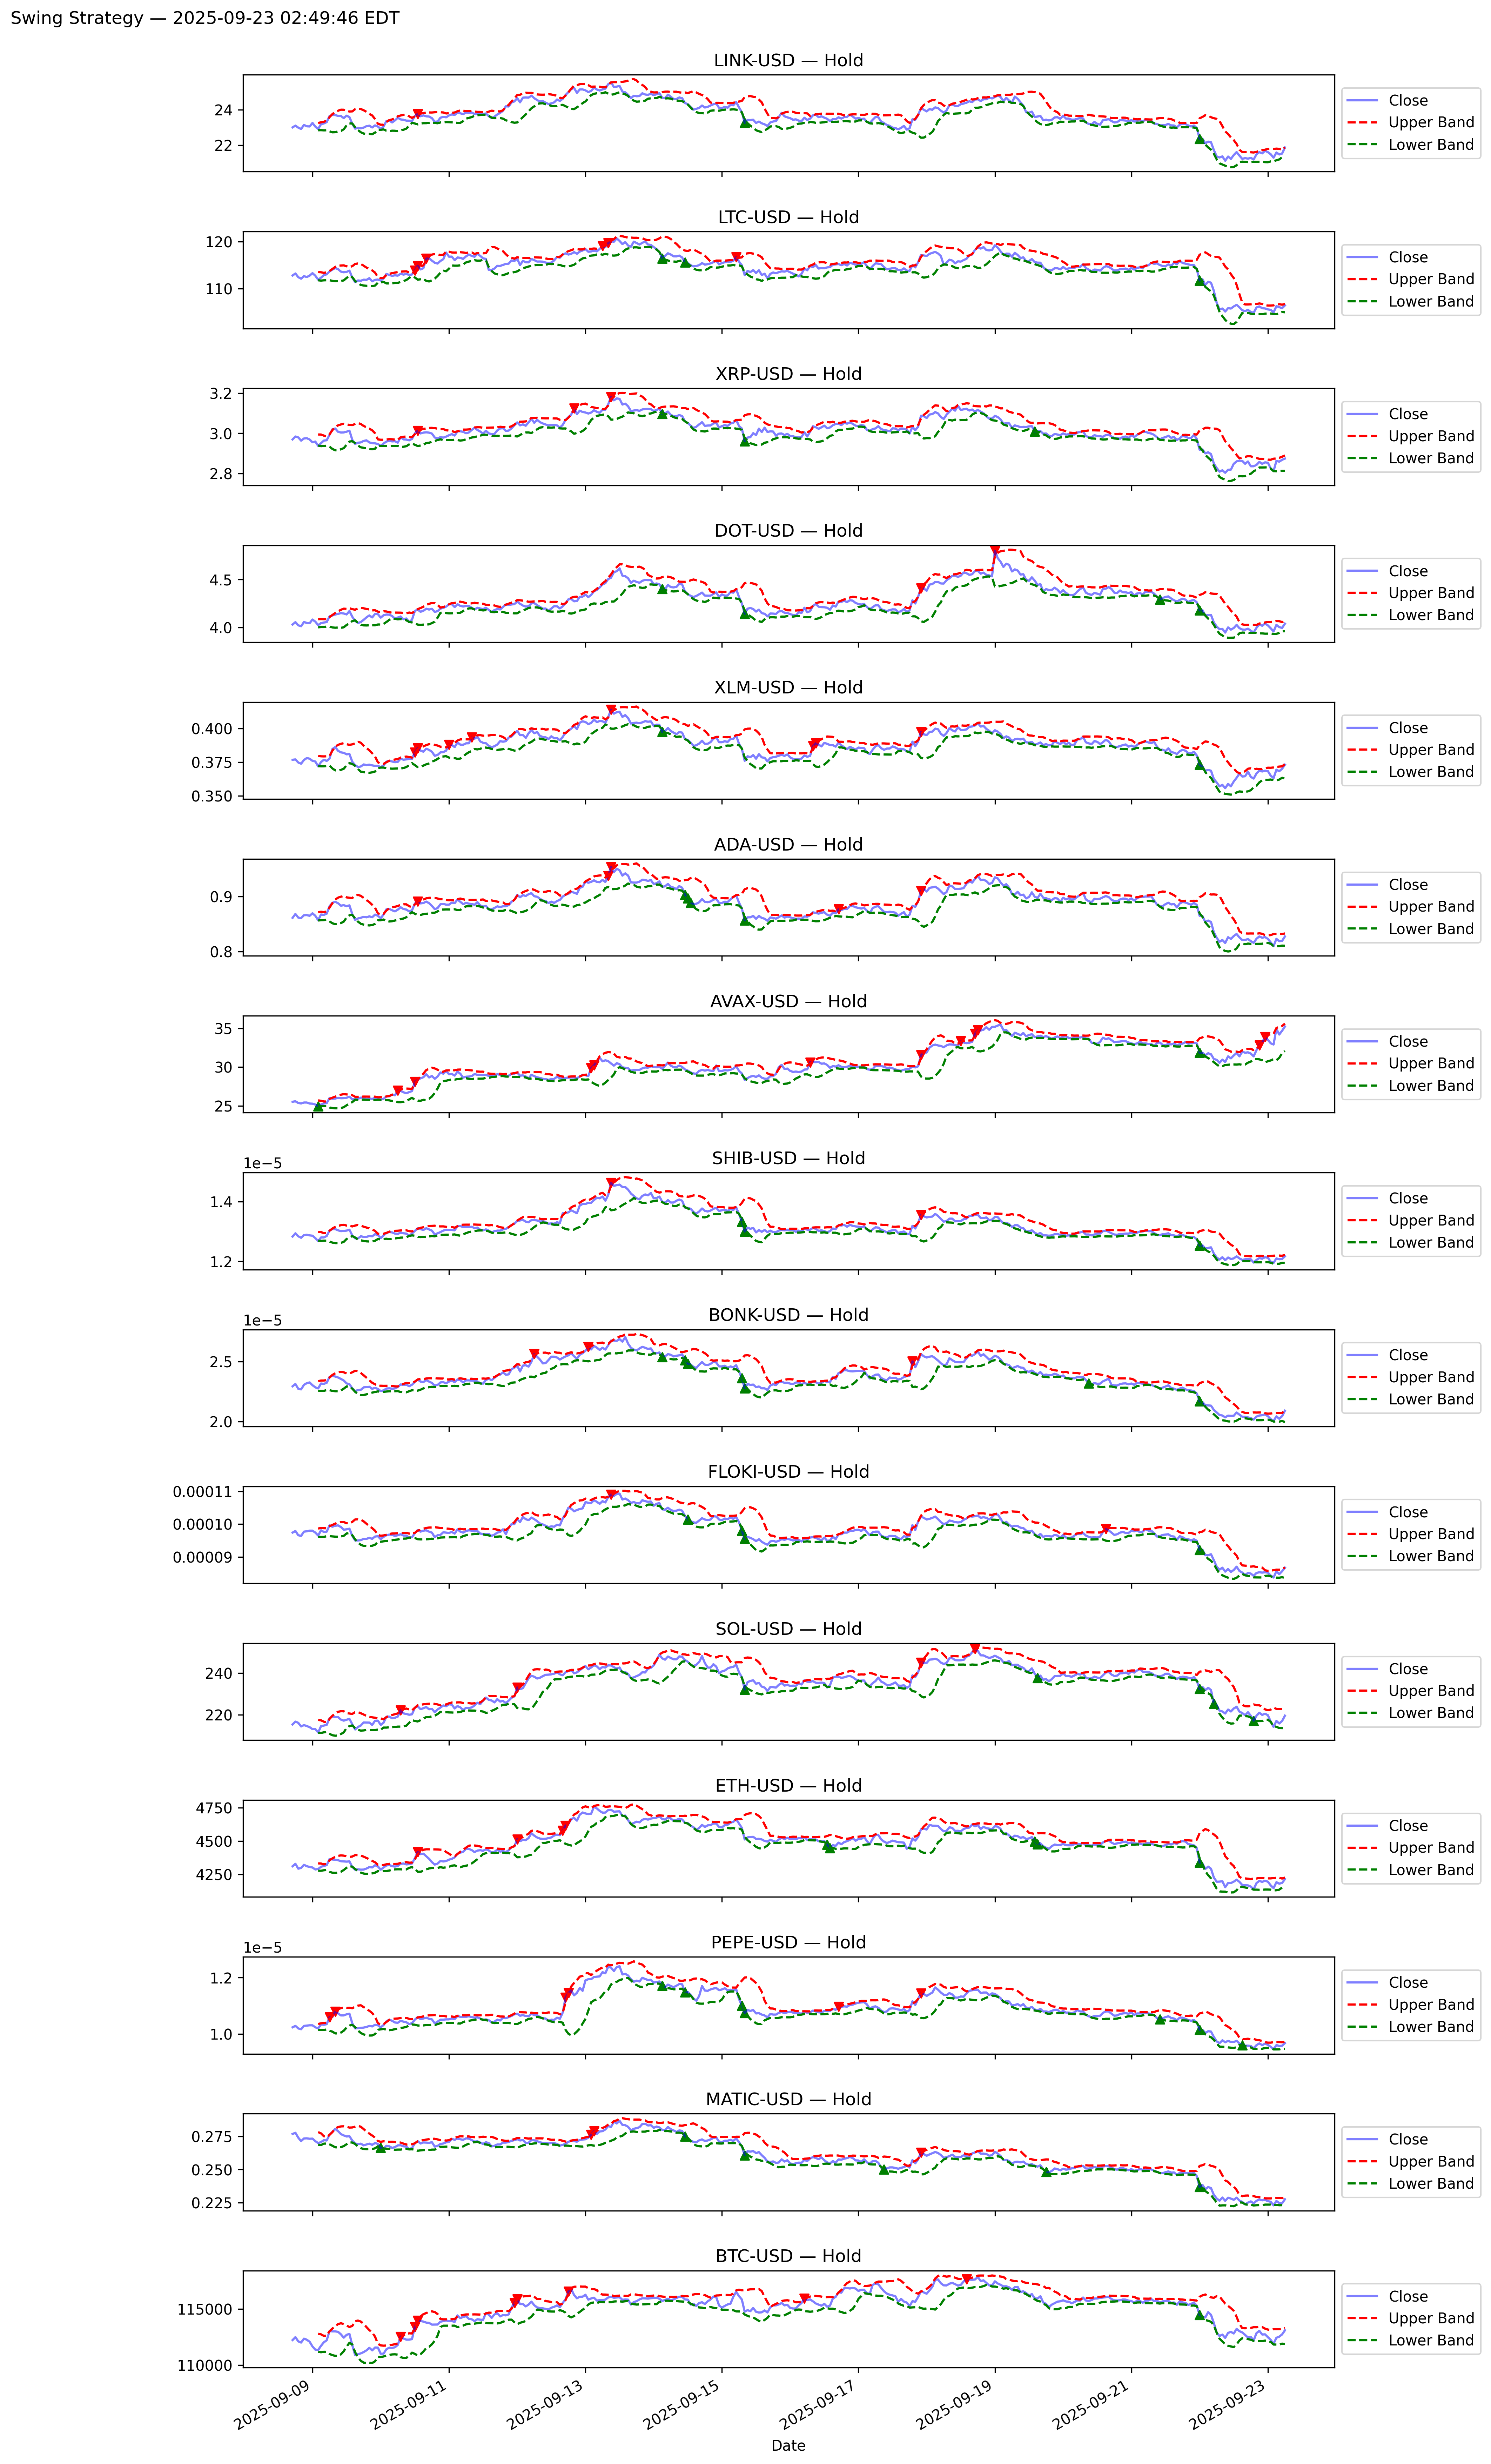 Swing Strategy — 2025-09-23 02:49:46 EDT
LINK-USD — Hold
24
22
Close
Upper Band
Lower Band
LTC-USD — Hold
120
110
Close
Upper Band
Lower Band
XRP-USD — Hold
3.2
3.0
2.8
Close
Upper Band
Lower Band
DOT-USD — Hold
4.5
4.0
Close
Upper Band
Lower Band
XLM-USD — Hold
0.400
0.375
0.350
Close
Upper Band
Lower Band
ADA-USD — Hold
0.9
0.8
Close
Upper Band
Lower Band
AVAX-USD — Hold
35
30
25
Close
Upper Band
Lower Band
SHIB-USD — Hold
1e−5
1.4
1.2
Close
Upper Band
Lower Band
BONK-USD — Hold
1e−5
2.5
2.0
Close
Upper Band
Lower Band
FLOKI-USD — Hold
0.00011
0.00010
0.00009
Close
Upper Band
Lower Band
SOL-USD — Hold
240
220
Close
Upper Band
Lower Band
ETH-USD — Hold
4750
4500
4250
Close
Upper Band
Lower Band
PEPE-USD — Hold
1e−5
1.2
1.0
Close
Upper Band
Lower Band
MATIC-USD — Hold
0.275
0.250
0.225
Close
Upper Band
Lower Band
BTC-USD — Hold
115000
110000
Close
Upper Band
Lower Band
2025-09-09
2025-09-11
2025-09-13
2025-09-15
2025-09-17
2025-09-19
2025-09-21
2025-09-23
Date